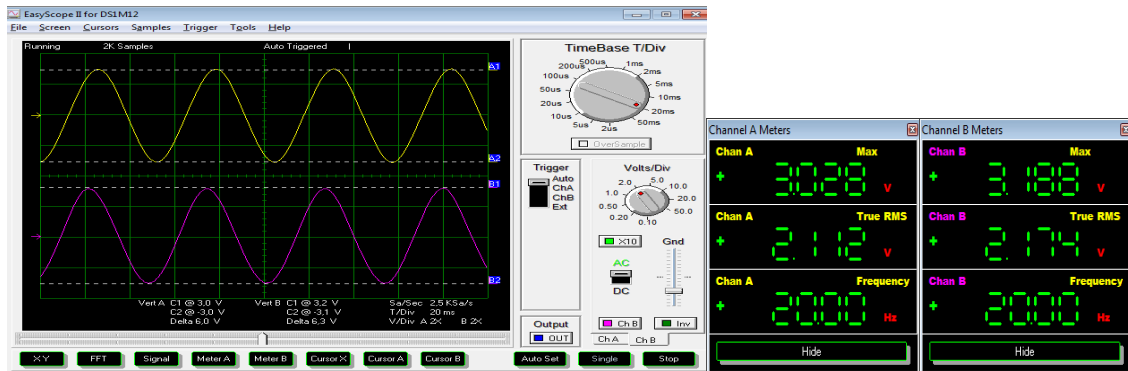 EasyScope II for DS1M12
File Screen Cursors Samples Trigger Tools Help
Running 2K Samples Auto Triggered
A1
A2
B1
B2
Vert A C1 @ 3,0 V Vert B C1 @ 3,2 V Sa/Sec 2,5 KSa/s
C2 @ -3,0 V C2 @ -3,1 V T/Div 20 ms
Delta 6,0 V Delta 6,3 V V/Div A 2X B 2X
TimeBase T/Div
500us 1ms
200us 2ms
100us 5ms
50us 10ms
20us 20ms
10us 50ms
5us 2us
OverSample
Trigger
Auto
ChA
ChB
Ext
Volts/Div
2.0 5.0
1.0 10.0
0.50 20.0
0.20 0.10 50.0
X10 Gnd
AC
DC
Output
OUT
Ch B Inv
Ch A Ch B
XY FFT Signal Meter A Meter B Cursor X Cursor A Cursor B Auto Set Single Stop
Channel A Meters
Chan A Max
+ 3.028 V
Chan A True RMS
+ 2.112 V
Chan A Frequency
+ 20.00 Hz
Hide
Channel B Meters
Chan B Max
+ 3.188 V
Chan B True RMS
+ 2.174 V
Chan B Frequency
+ 20.00 Hz
Hide